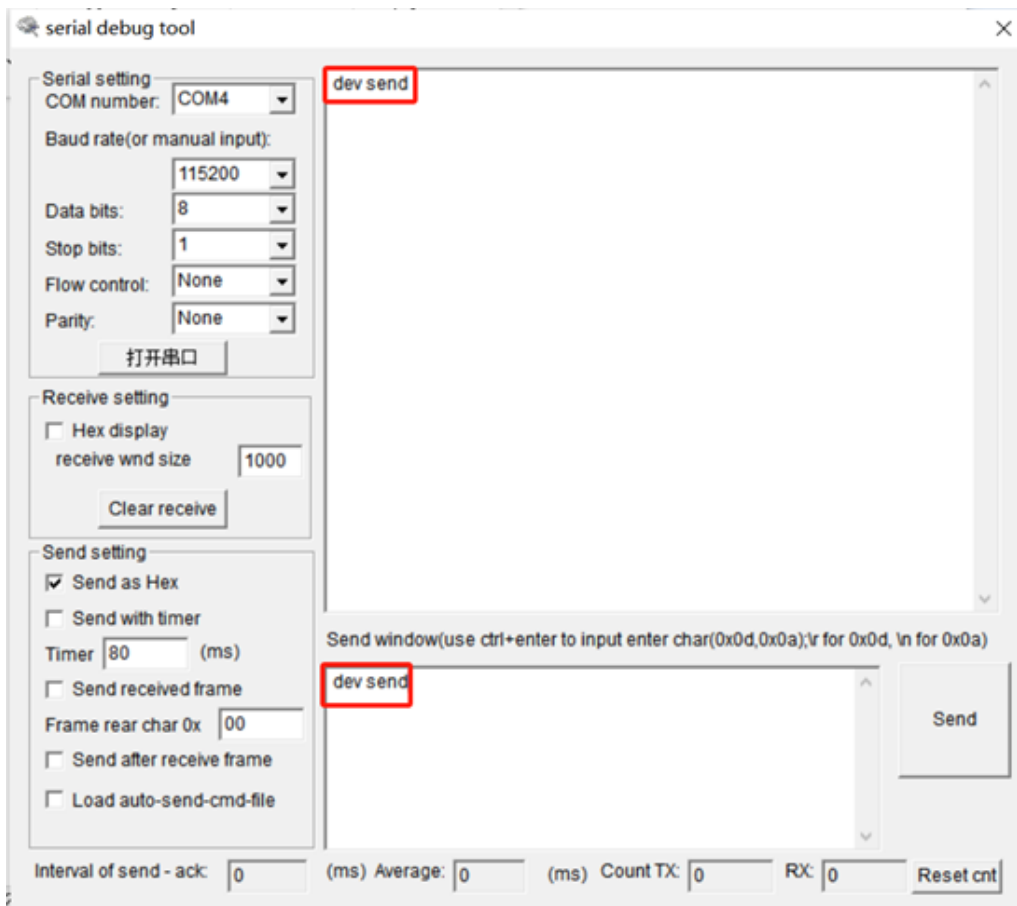 serial debug tool
Serial setting
COM number: COM4
Baud rate(or manual input):
115200
Data bits: 8
Stop bits: 1
Flow control: None
Parity: None
打开串口
Receive setting
Hex display
receive wnd size 1000
Clear receive
Send setting
Send as Hex
Send with timer
Timer 80 (ms)
Send received frame
Frame rear char 0x 00
Send after receive frame
Load auto-send-cmd-file
dev send
Send window(use ctrl+enter to input enter char(0x0d,0x0a);\r for 0x0d, \n for 0x0a)
dev send
Send
Interval of send - ack: 0 (ms) Average: 0 (ms) Count TX: 0 RX: 0 Reset cnt